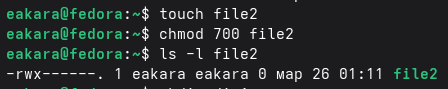 eakara@fedora:~$ touch file2
eakara@fedora:~$ chmod 700 file2
eakara@fedora:~$ ls -l file2
-rwx------. 1 eakara eakara 0 мар 26 01:11 file2